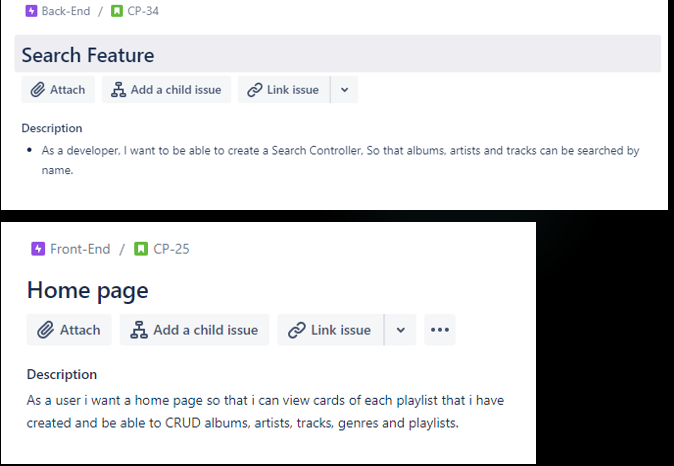 Back-End / CP-34
Search Feature
Attach Add a child issue Link issue
Description
• As a developer, I want to be able to create a Search Controller, So that albums, artists and tracks can be searched by
name.
Front-End / CP-25
Home page
Attach Add a child issue Link issue
Description
As a user i want a home page so that i can view cards of each playlist that i have
created and be able to CRUD albums, artists, tracks, genres and playlists.